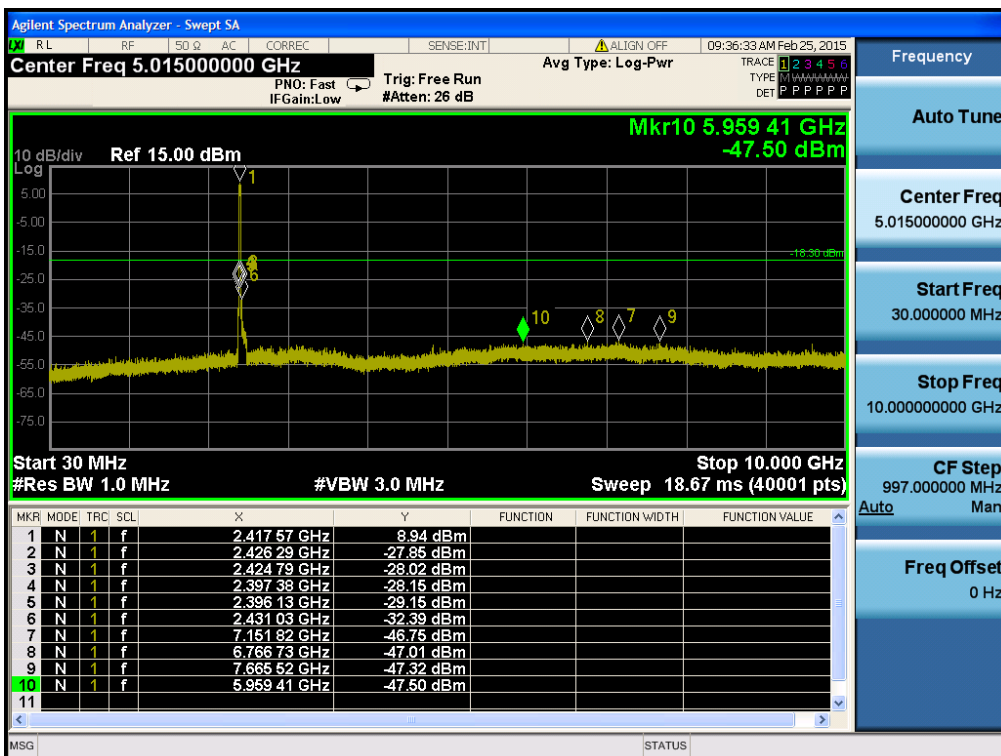 Agilent Spectrum Analyzer - Swept SA
LXI RL RF 50 Ω AC CORREC SENSE:INT ALIGN OFF 09:36:33 AM Feb 25, 2015
Center Freq 5.015000000 GHz
PNO: Fast
IFGain:Low
Trig: Free Run
#Atten: 26 dB
Avg Type: Log-Pwr
TRACE 1 2 3 4 5 6
TYPE M W W W W W
DET P P P P P P
Mkr10 5.959 41 GHz
-47.50 dBm
10 dB/div Ref 15.00 dBm
Log
5.00
-5.00
-15.0
-25.0
-35.0
-45.0
-55.0
-65.0
-75.0
-18.30 dBm
1
6
10 8 7 9
Start 30 MHz Stop 10.000 GHz
#Res BW 1.0 MHz #VBW 3.0 MHz Sweep 18.67 ms (40001 pts)
MKR MODE TRC SCL X Y FUNCTION FUNCTION WIDTH FUNCTION VALUE
1 N 1 f 2.417 57 GHz 8.94 dBm
2 N 1 f 2.426 29 GHz -27.85 dBm
3 N 1 f 2.424 79 GHz -28.02 dBm
4 N 1 f 2.397 38 GHz -28.15 dBm
5 N 1 f 2.396 13 GHz -29.15 dBm
6 N 1 f 2.431 03 GHz -32.39 dBm
7 N 1 f 7.151 82 GHz -46.75 dBm
8 N 1 f 6.766 73 GHz -47.01 dBm
9 N 1 f 7.665 52 GHz -47.32 dBm
10 N 1 f 5.959 41 GHz -47.50 dBm
11
MSG STATUS
Frequency
Auto Tune
Center Freq
5.015000000 GHz
Start Freq
30.000000 MHz
Stop Freq
10.000000000 GHz
CF Step
997.000000 MHz
Auto Man
Freq Offset
0 Hz